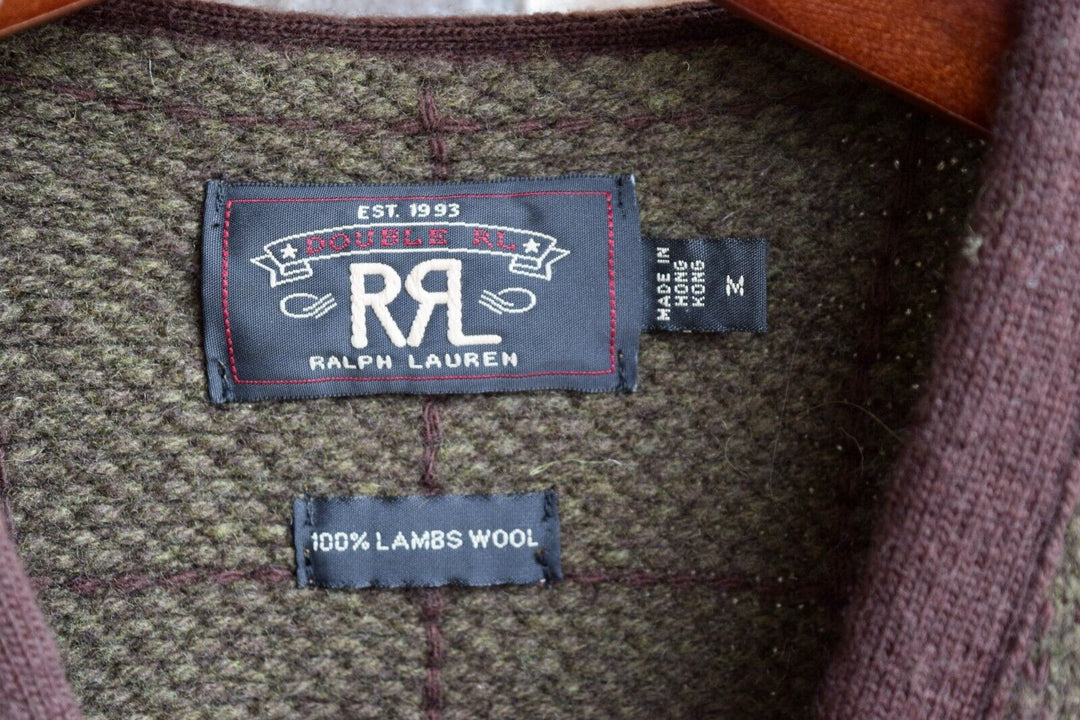 EST. 1993
DOUBLE RL
RRL
RALPH LAUREN
MADE IN
HONG
KONG
M
100% LAMBS WOOL